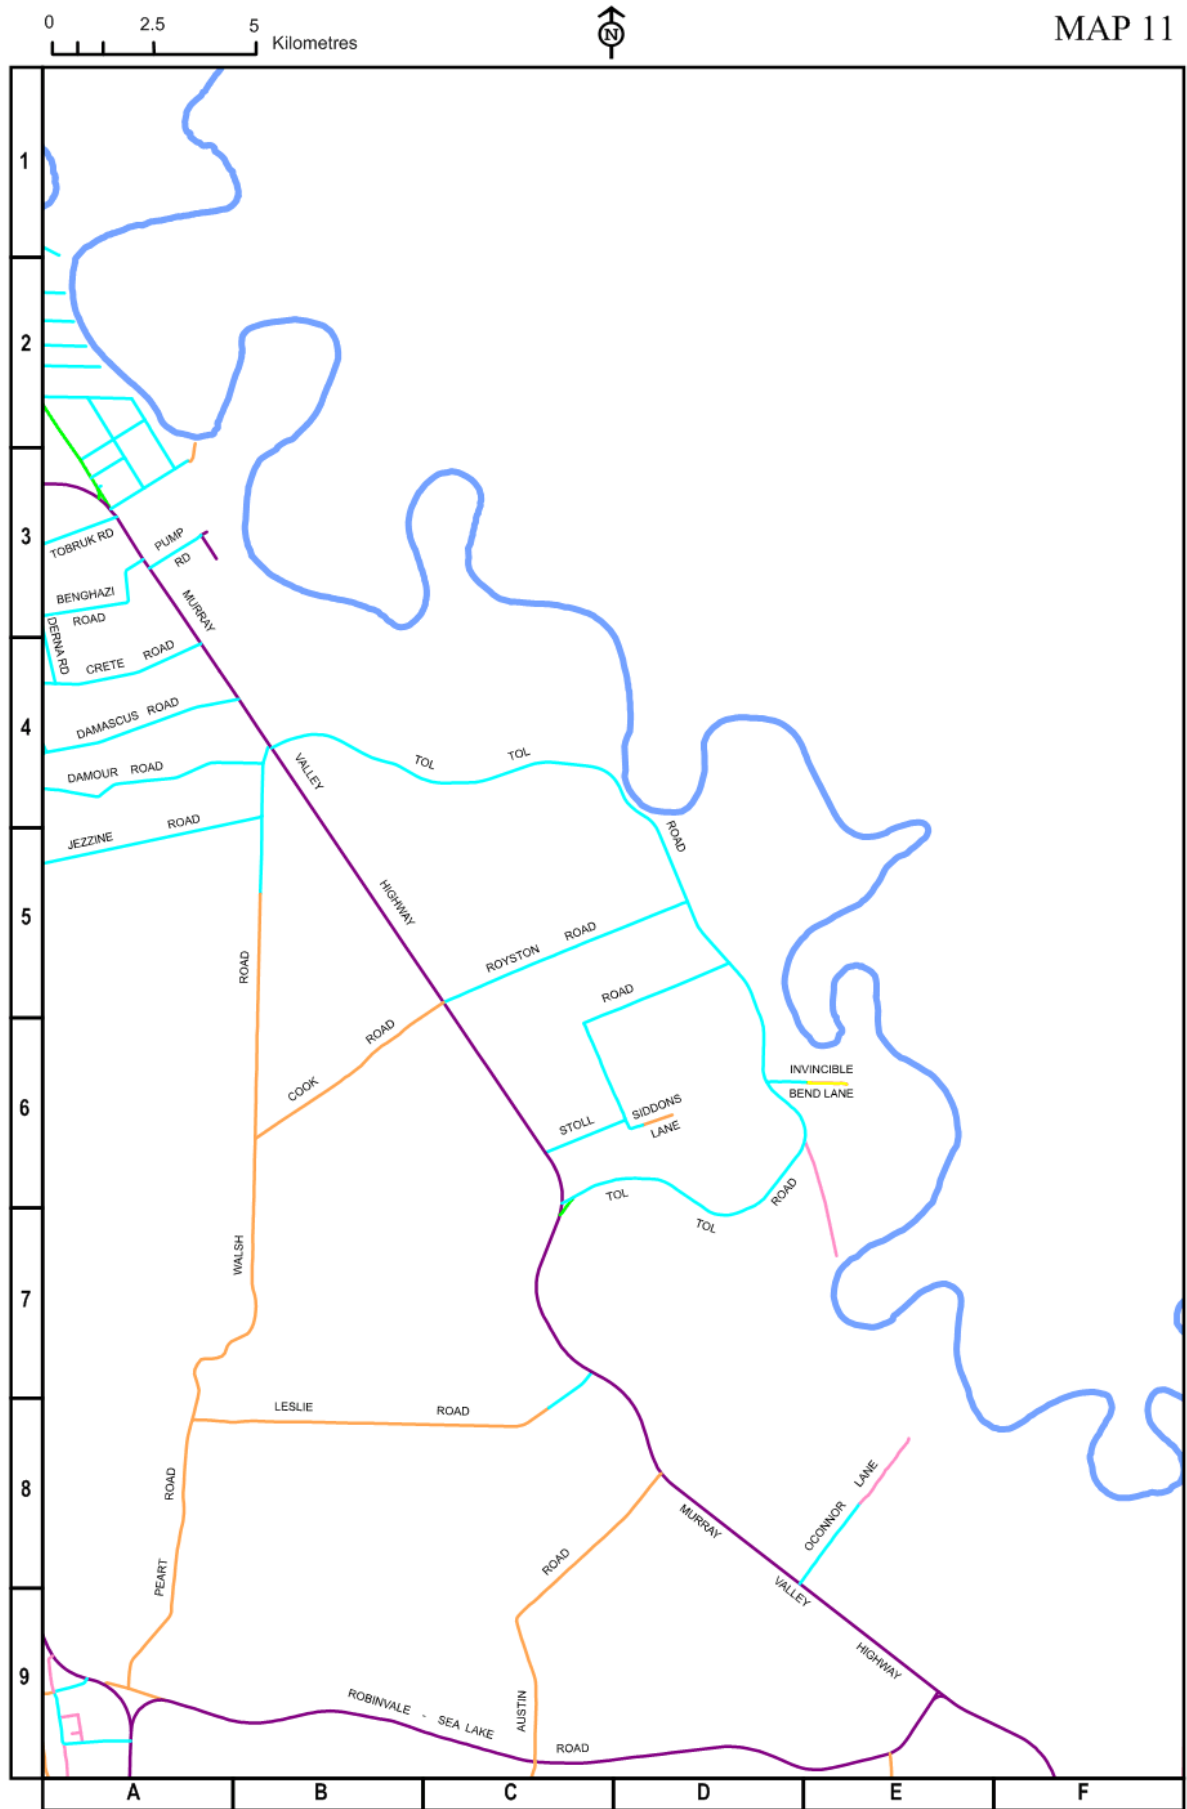 0 2.5 5 Kilometres
N
MAP 11
1
2
3
TOBRUK RD
PUMP
RD
BENGHAZI
ROAD
DERNA RD
MURRAY
CRETE ROAD
4
DAMASCUS ROAD
DAMOUR ROAD
VALLEY
TOL TOL
ROAD
JEZZINE ROAD
5
HIGHWAY
ROYSTON ROAD
ROAD
ROAD
COOK ROAD
6
STOLL
SIDDONS
LANE
INVINCIBLE
BEND LANE
TOL
TOL
ROAD
WALSH
7
LESLIE ROAD
8
ROAD
PEART
MURRAY
OCONNOR LANE
ROAD
VALLEY
HIGHWAY
9
AUSTIN
ROBINVALE - SEA LAKE ROAD
A B C D E F